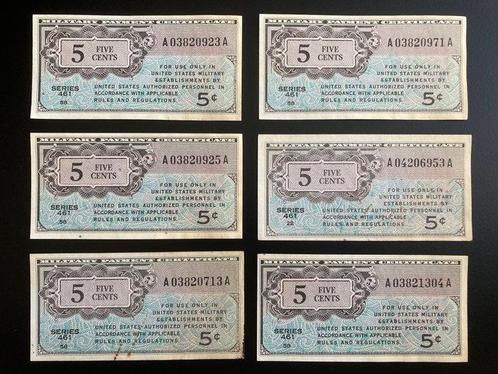 MILITARY PAYMENT CERTIFICATE
5 FIVE CENTS
A03820923A
FOR USE ONLY IN
UNITED STATES MILITARY
ESTABLISHMENTS BY
SERIES 461
58
UNITED STATES AUTHORIZED PERSONNEL IN
ACCORDANCE WITH APPLICABLE
RULES AND REGULATIONS.
5¢
MILITARY PAYMENT CERTIFICATE
5 FIVE CENTS
A03820971A
FOR USE ONLY IN
UNITED STATES MILITARY
ESTABLISHMENTS BY
SERIES 461
58
UNITED STATES AUTHORIZED PERSONNEL IN
ACCORDANCE WITH APPLICABLE
RULES AND REGULATIONS.
5¢
MILITARY PAYMENT CERTIFICATE
5 FIVE CENTS
A03820925A
FOR USE ONLY IN
UNITED STATES MILITARY
ESTABLISHMENTS BY
SERIES 461
58
UNITED STATES AUTHORIZED PERSONNEL IN
ACCORDANCE WITH APPLICABLE
RULES AND REGULATIONS.
5¢
MILITARY PAYMENT CERTIFICATE
5 FIVE CENTS
A04206953A
FOR USE ONLY IN
UNITED STATES MILITARY
ESTABLISHMENTS BY
SERIES 461
22
UNITED STATES AUTHORIZED PERSONNEL IN
ACCORDANCE WITH APPLICABLE
RULES AND REGULATIONS.
5¢
MILITARY PAYMENT CERTIFICATE
5 FIVE CENTS
A03820713A
FOR USE ONLY IN
UNITED STATES MILITARY
ESTABLISHMENTS BY
SERIES 461
58
UNITED STATES AUTHORIZED PERSONNEL IN
ACCORDANCE WITH APPLICABLE
RULES AND REGULATIONS.
5¢
MILITARY PAYMENT CERTIFICATE
5 FIVE CENTS
A03821304A
FOR USE ONLY IN
UNITED STATES MILITARY
ESTABLISHMENTS BY
SERIES 461
58
UNITED STATES AUTHORIZED PERSONNEL IN
ACCORDANCE WITH APPLICABLE
RULES AND REGULATIONS.
5¢